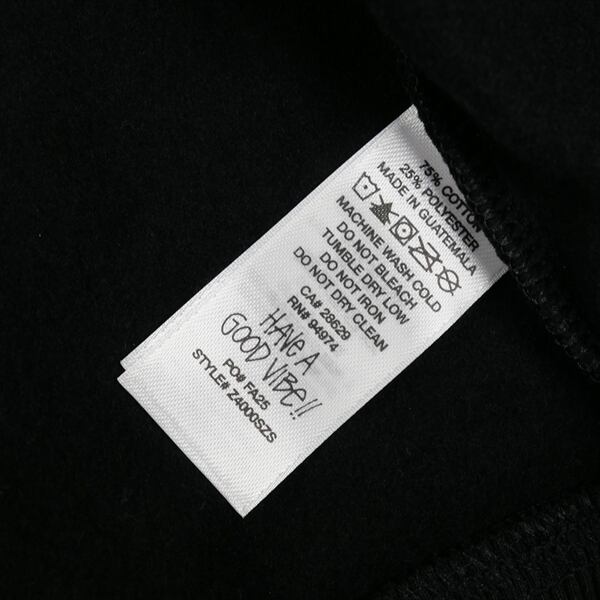 75% COTTON
25% POLYESTER
MADE IN GUATEMALA
MACHINE WASH COLD
DO NOT BLEACH
TUMBLE DRY LOW
DO NOT IRON
DO NOT DRY CLEAN
CA# 28629
RN# 94974
HAVE A
GOOD VIBE!!
PO# FA25
STYLE# Z4000SZS